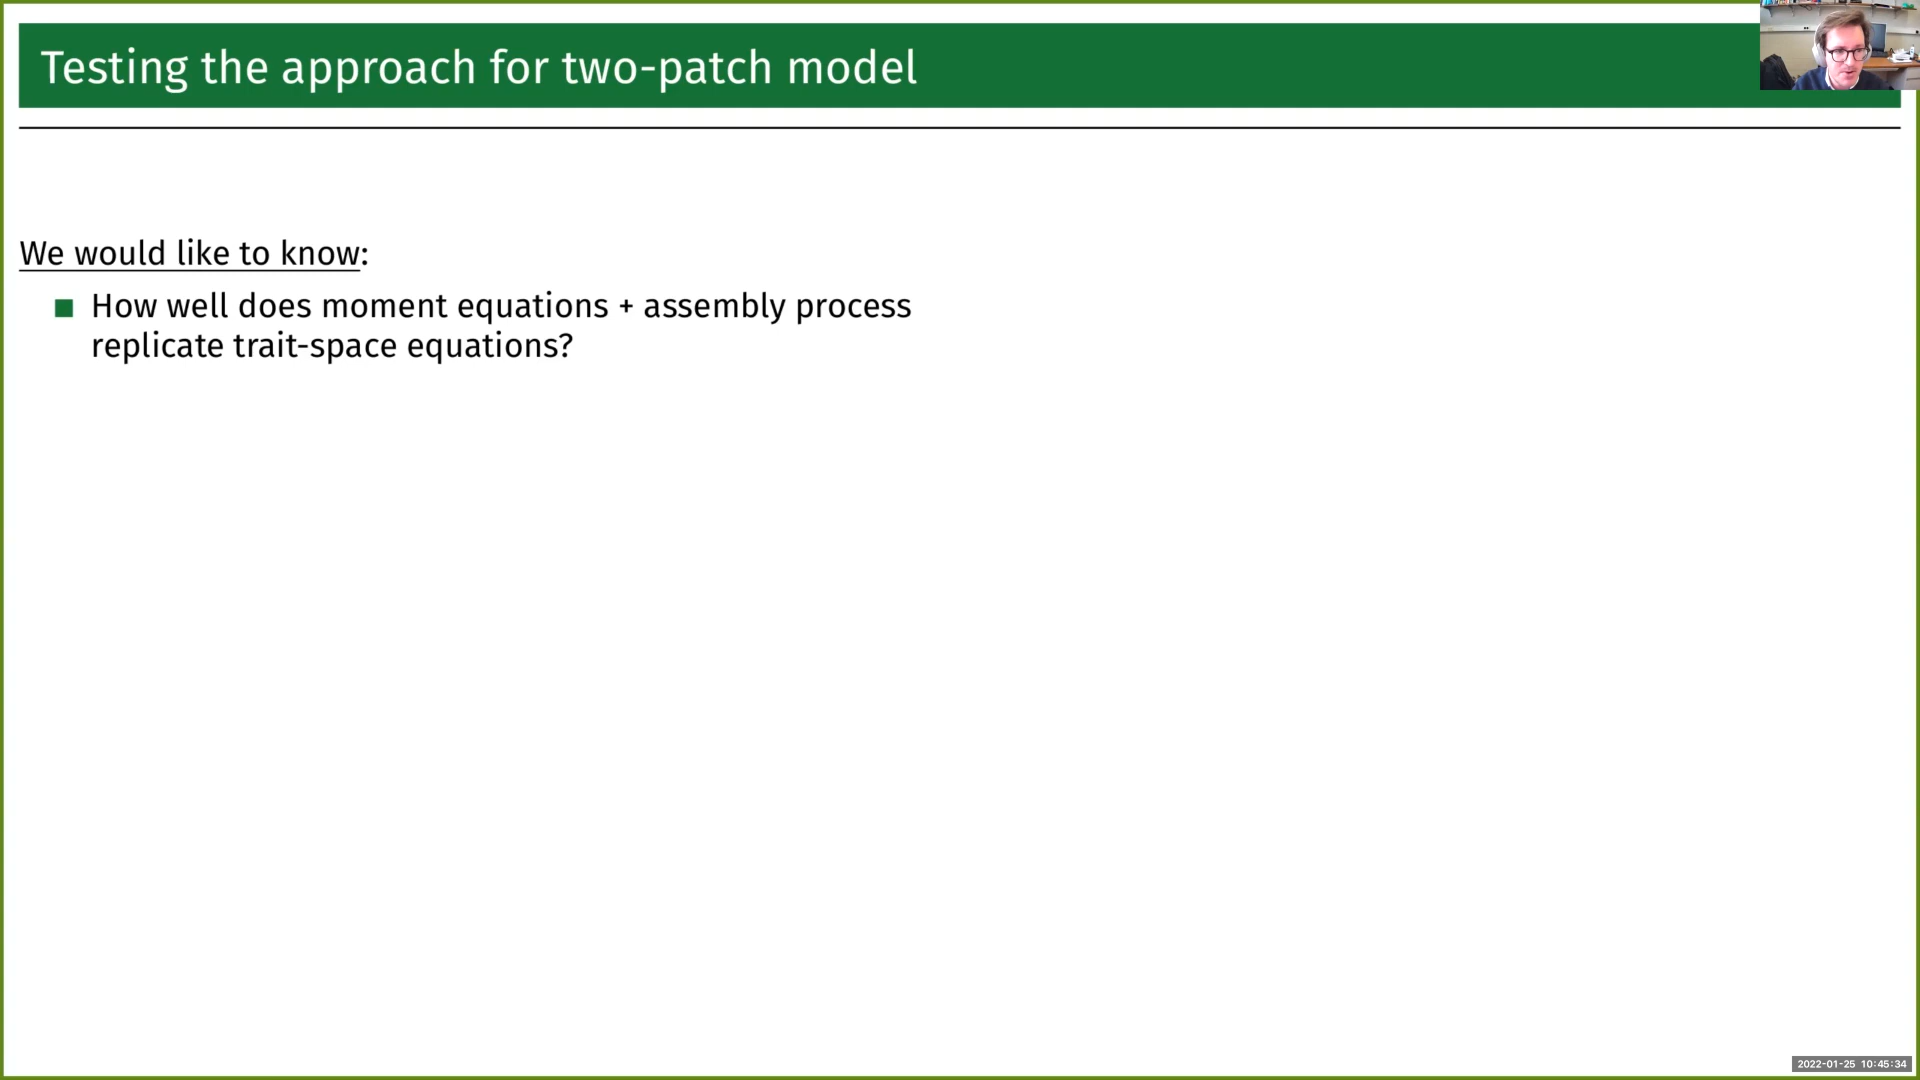 Testing the approach for two-patch model
We would like to know:
■ How well does moment equations + assembly process
replicate trait-space equations?
2022-01-25 10:45:34